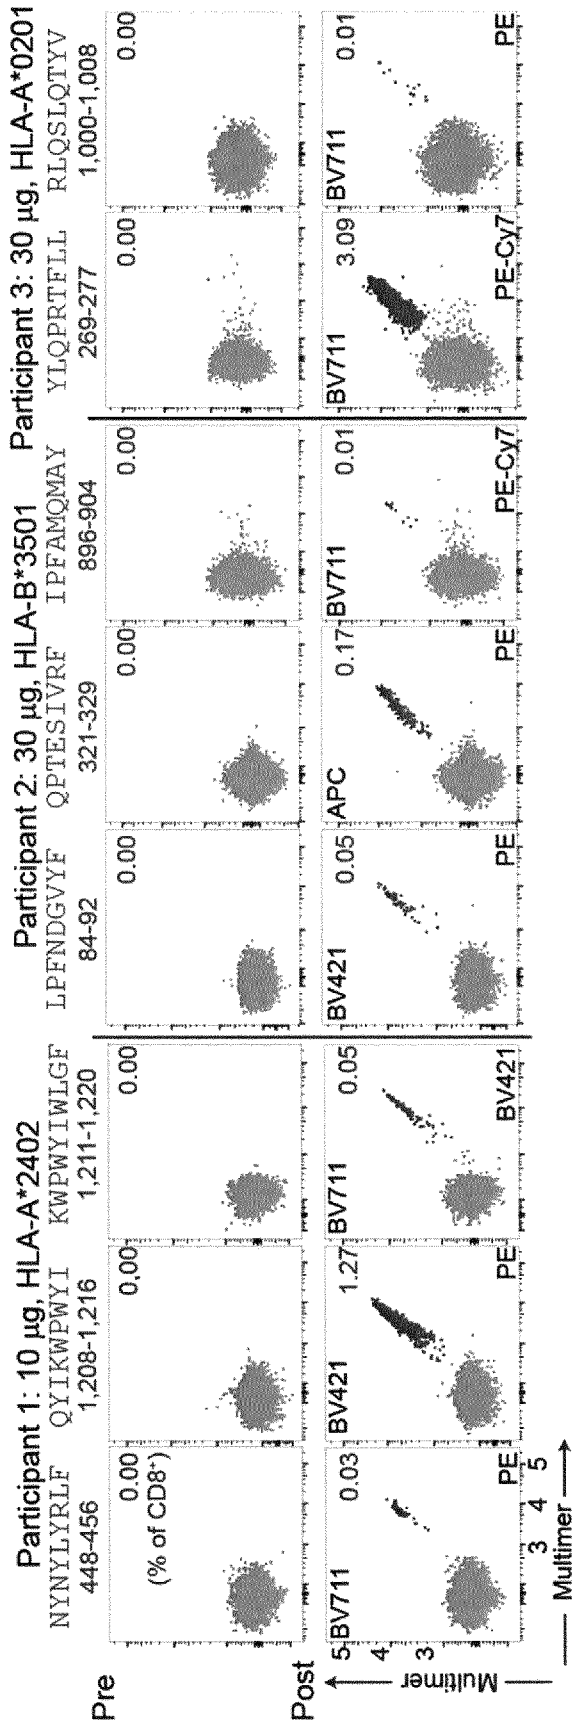 Participant 1: 10 µg, HLA-A*2402 Participant 2: 30 µg, HLA-B*3501 Participant 3: 30 µg, HLA-A*0201
NYNYLYRLF QYIKWPWYI KWPWYIWLGF LPFNDGVYF QPTESIVRF IPFAMQMAY YLQPRTFLL RLQSLQTYV
448-456 1,208-1,216 1,211-1,220 84-92 321-329 896-904 269-277 1,000-1,008
Pre
0.00 0,00 0.00 0.00 0.00 0.00 0.00 0.00
(% of CD8+)
Post
5 BV711 0.03 BV421 1.27 BV711 0.05 BV421 0.05 APC 0.17 BV711 0.01 BV711 3.09 BV711 0.01
4
3
PE PE BV421 PE PE PE-Cy7 PE-Cy7 PE
3 4 5
Multimer
Multimer